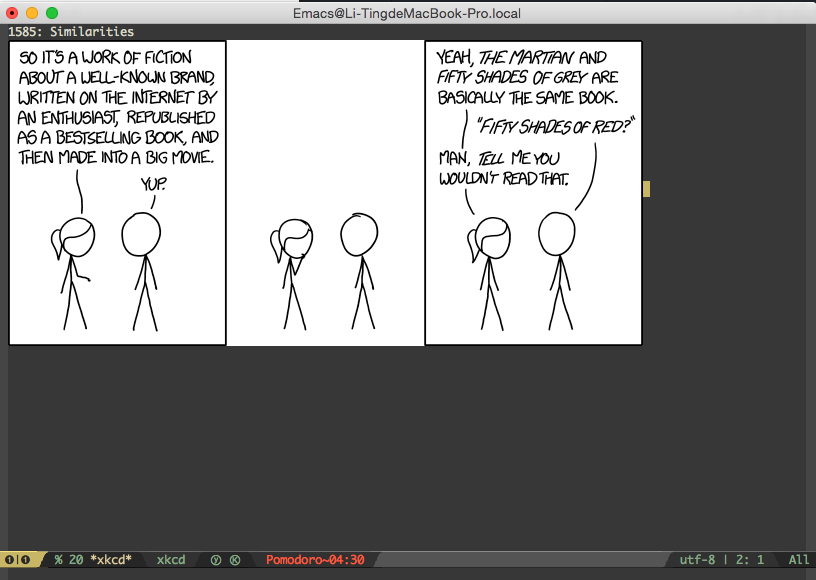 Emacs@Li-TingdeMacBook-Pro.local
1585: Similarities
SO IT'S A WORK OF FICTION
ABOUT A WELL-KNOWN BRAND,
WRITTEN ON THE INTERNET BY
AN ENTHUSIAST, REPUBLISHED
AS A BESTSELLING BOOK, AND
THEN MADE INTO A BIG MOVIE.
YUP.
YEAH, THE MARTIAN AND
FIFTY SHADES OF GREY ARE
BASICALLY THE SAME BOOK.
"FIFTY SHADES OF RED?"
MAN, TELL ME YOU
WOULDN'T READ THAT.
❶|❶ % 20 *xkcd* xkcd ⓨ Ⓚ Pomodoro~04:30 utf-8 | 2: 1 All